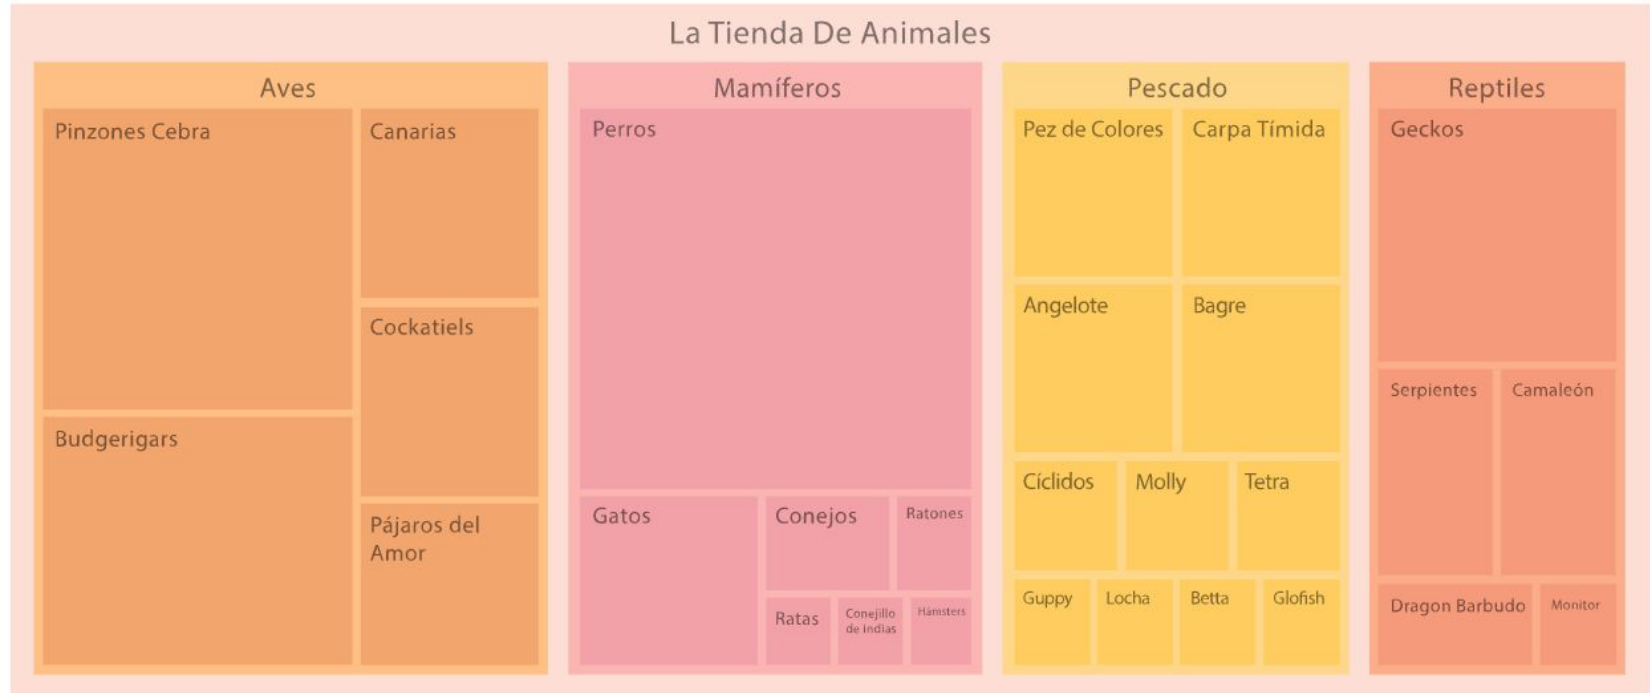 La Tienda De Animales
Aves
Pinzones Cebra
Canarias
Cockatiels
Budgerigars
Pájaros del
Amor
Mamíferos
Perros
Gatos
Conejos
Ratones
Ratas
Conejillo
de indias
Hámsters
Pescado
Pez de Colores
Carpa Tímida
Angelote
Bagre
Cíclidos
Molly
Tetra
Guppy
Locha
Betta
Glofish
Reptiles
Geckos
Serpientes
Camaleón
Dragon Barbudo
Monitor